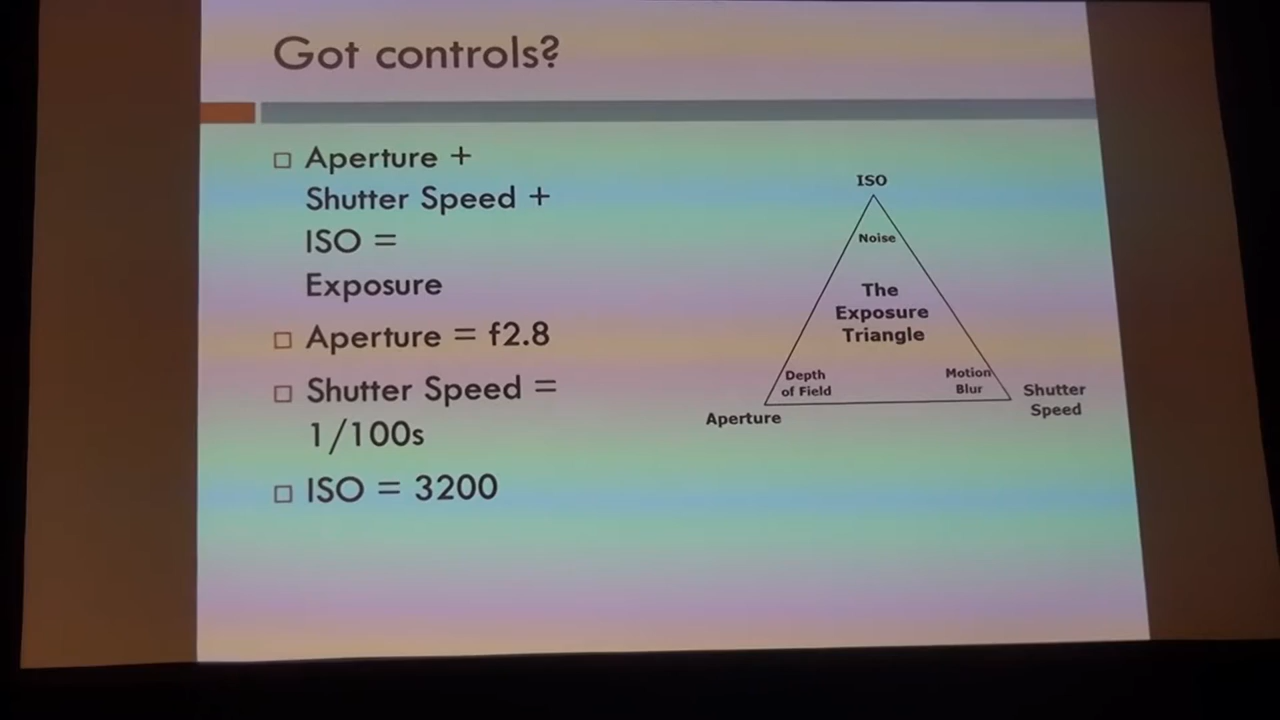 Got controls?
Aperture +
Shutter Speed +
ISO =
Exposure
Aperture = f2.8
Shutter Speed =
1/100s
ISO = 3200
ISO
Noise
The
Exposure
Triangle
Depth
of Field
Motion
Blur
Aperture
Shutter
Speed